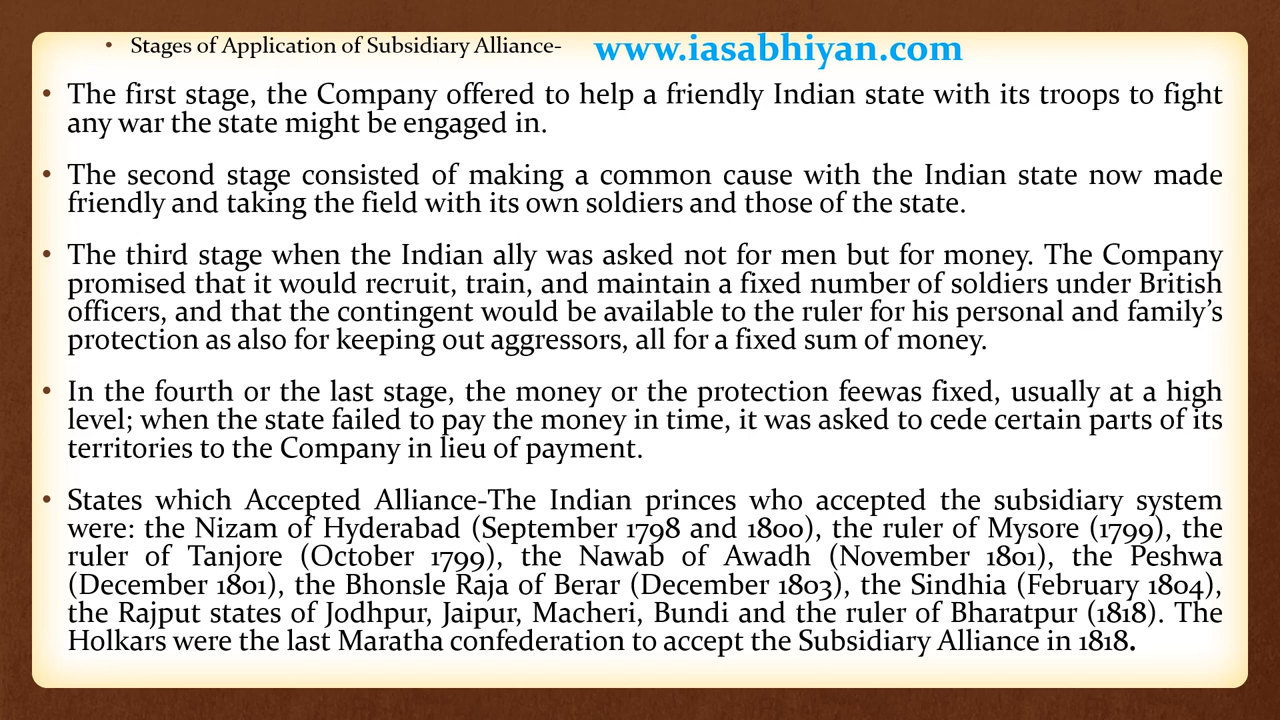 • Stages of Application of Subsidiary Alliance- www.iasabhiyan.com
• The first stage, the Company offered to help a friendly Indian state with its troops to fight
any war the state might be engaged in.
• The second stage consisted of making a common cause with the Indian state now made
friendly and taking the field with its own soldiers and those of the state.
• The third stage when the Indian ally was asked not for men but for money. The Company
promised that it would recruit, train, and maintain a fixed number of soldiers under British
officers, and that the contingent would be available to the ruler for his personal and family’s
protection as also for keeping out aggressors, all for a fixed sum of money.
• In the fourth or the last stage, the money or the protection feewas fixed, usually at a high
level; when the state failed to pay the money in time, it was asked to cede certain parts of its
territories to the Company in lieu of payment.
• States which Accepted Alliance-The Indian princes who accepted the subsidiary system
were: the Nizam of Hyderabad (September 1798 and 1800), the ruler of Mysore (1799), the
ruler of Tanjore (October 1799), the Nawab of Awadh (November 1801), the Peshwa
(December 1801), the Bhonsle Raja of Berar (December 1803), the Sindhia (February 1804),
the Rajput states of Jodhpur, Jaipur, Macheri, Bundi and the ruler of Bharatpur (1818). The
Holkars were the last Maratha confederation to accept the Subsidiary Alliance in 1818.